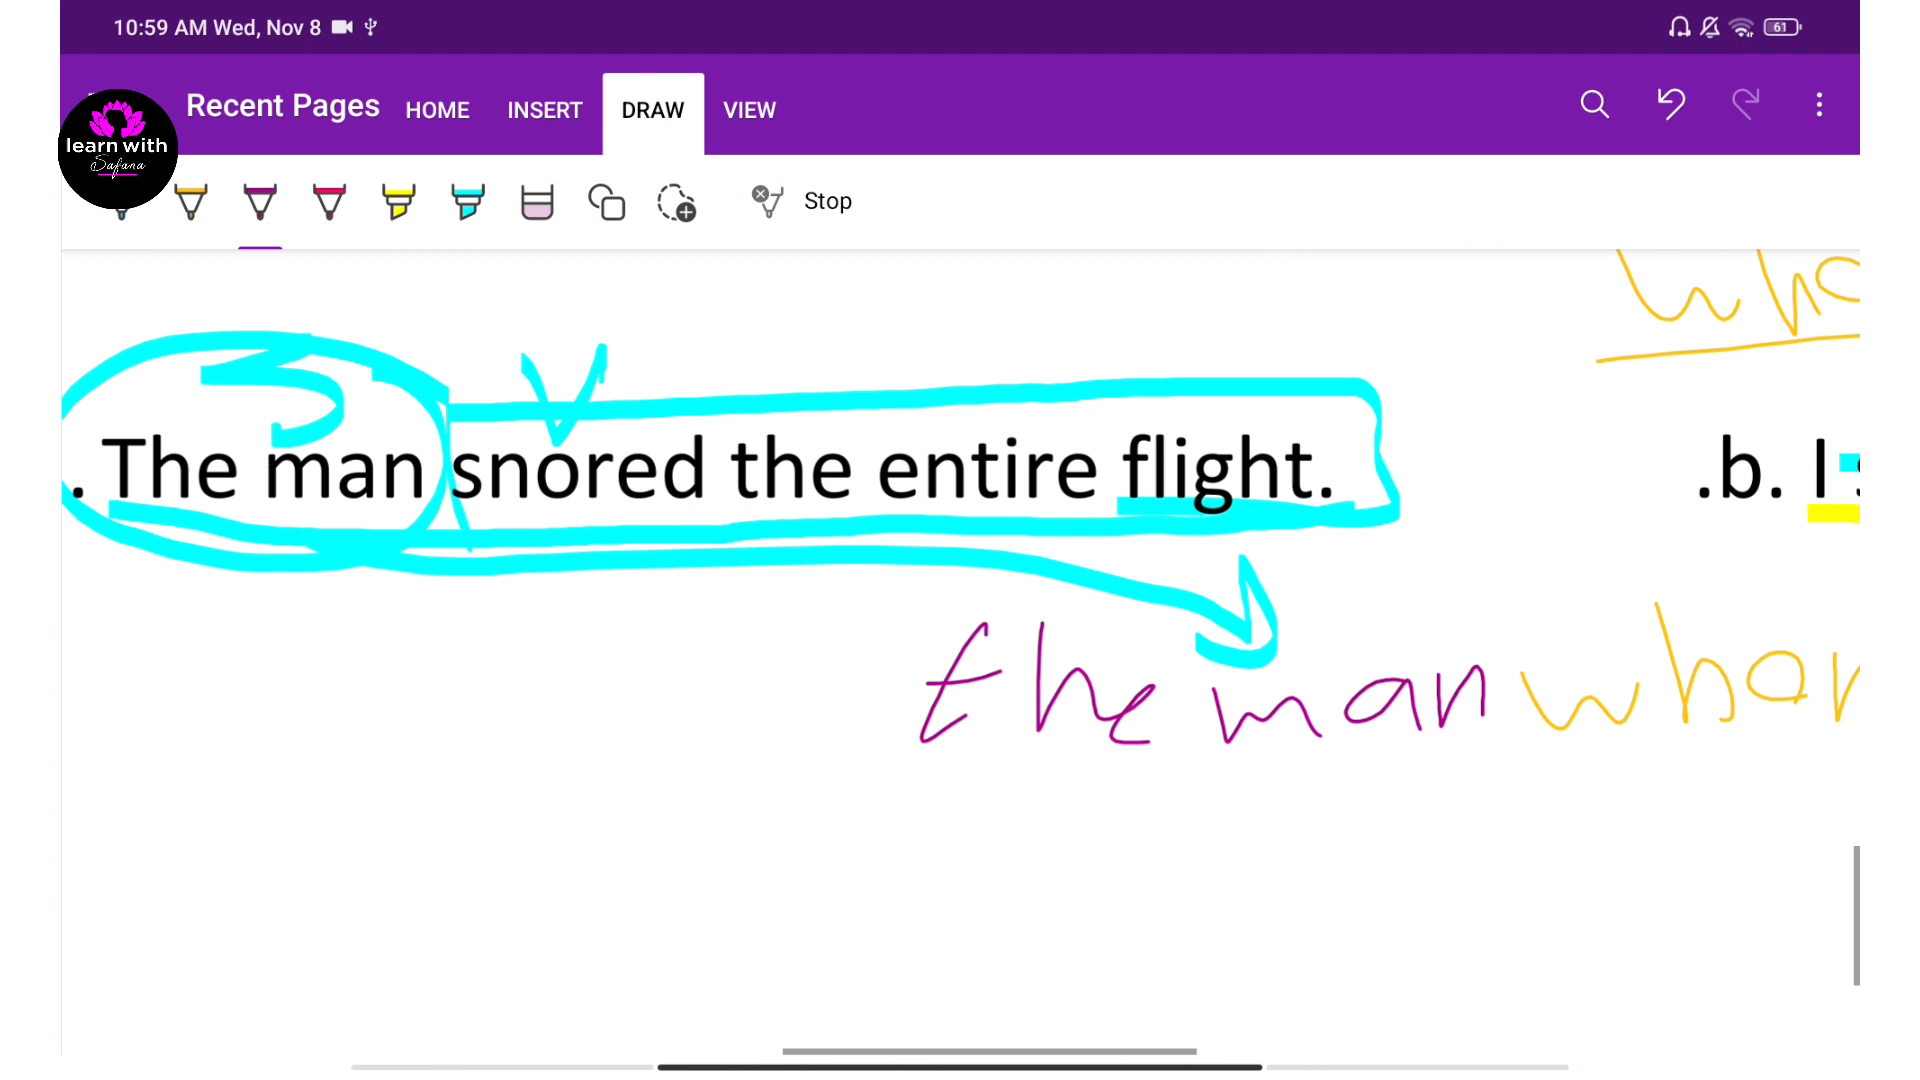 10:59 AM Wed, Nov 8
61
learn with
Safana
Recent Pages HOME INSERT DRAW VIEW
Stop
. The man snored the entire flight.
.b. I
the man